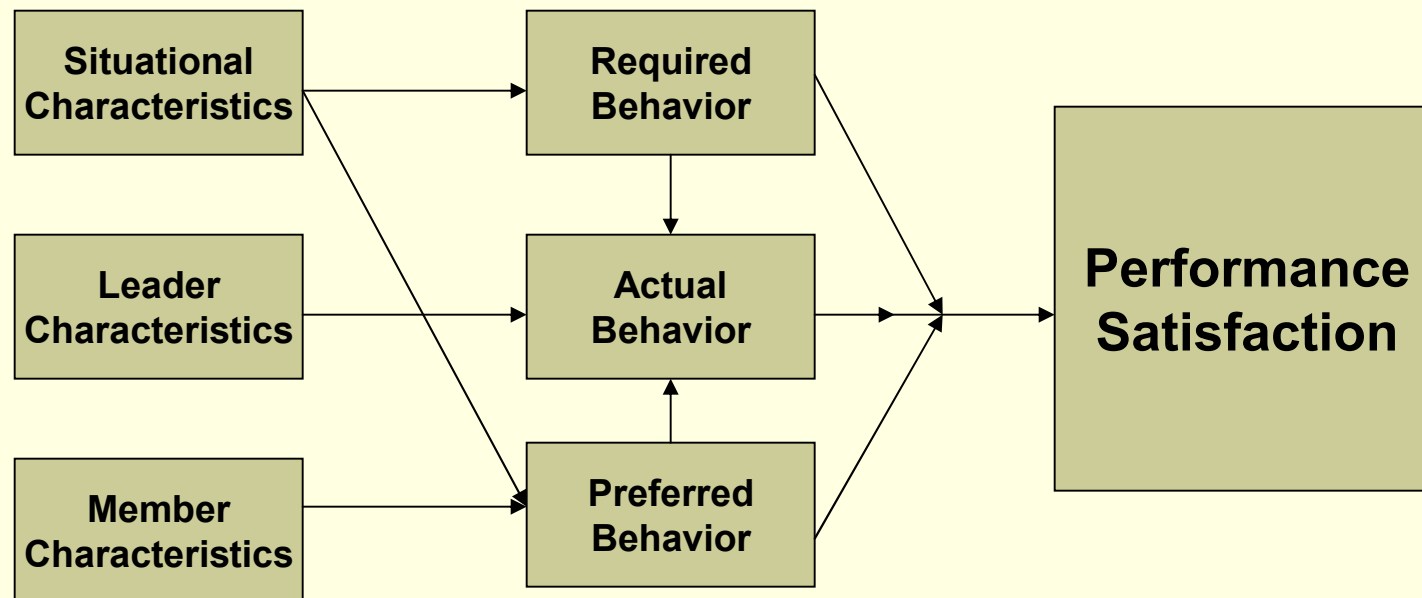 Situational
Characteristics
Required
Behavior
Leader
Characteristics
Actual
Behavior
Member
Characteristics
Preferred
Behavior
Performance
Satisfaction